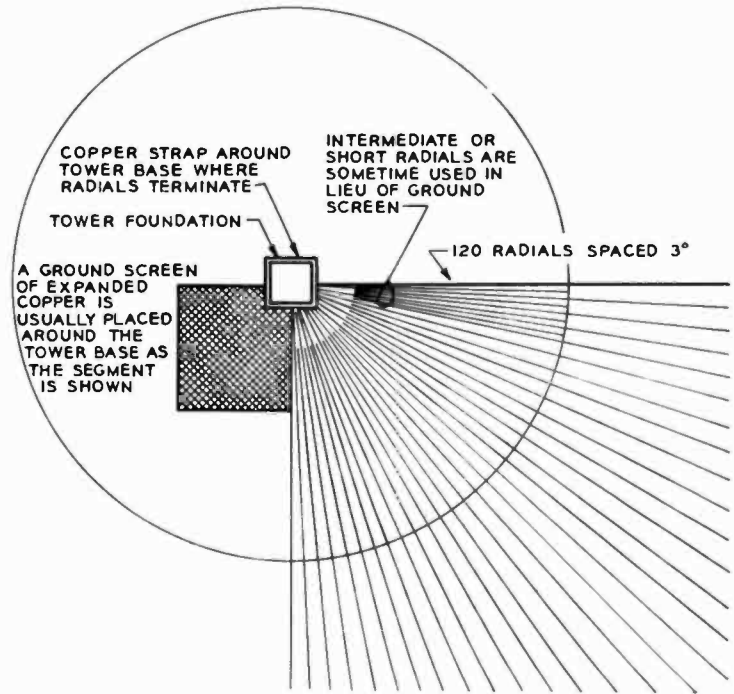 COPPER STRAP AROUND
TOWER BASE WHERE
RADIALS TERMINATE
TOWER FOUNDATION
INTERMEDIATE OR
SHORT RADIALS ARE
SOMETIME USED IN
LIEU OF GROUND
SCREEN
120 RADIALS SPACED 3°
A GROUND SCREEN
OF EXPANDED
COPPER IS
USUALLY PLACED
AROUND THE
TOWER BASE AS
THE SEGMENT
IS SHOWN